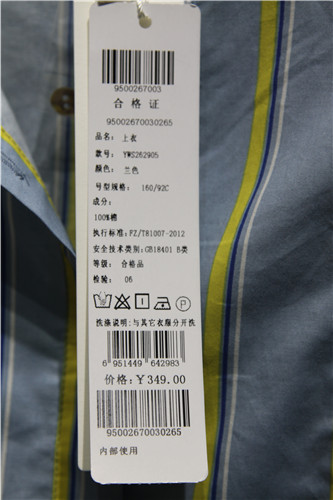 9500267003
合格证
95002670030265
品名: 上衣
款号: YWS262905
颜色: 兰色
号型规格: 160/92C
成分:
100%棉
执行标准: FZ/T81007-2012
安全技术类别: GB18401 B类
等级: 合格品
检验: 06
P
洗涤说明:与其它衣服分开洗
6 951449 642983
价格:¥349.00
95002670030265
内部使用